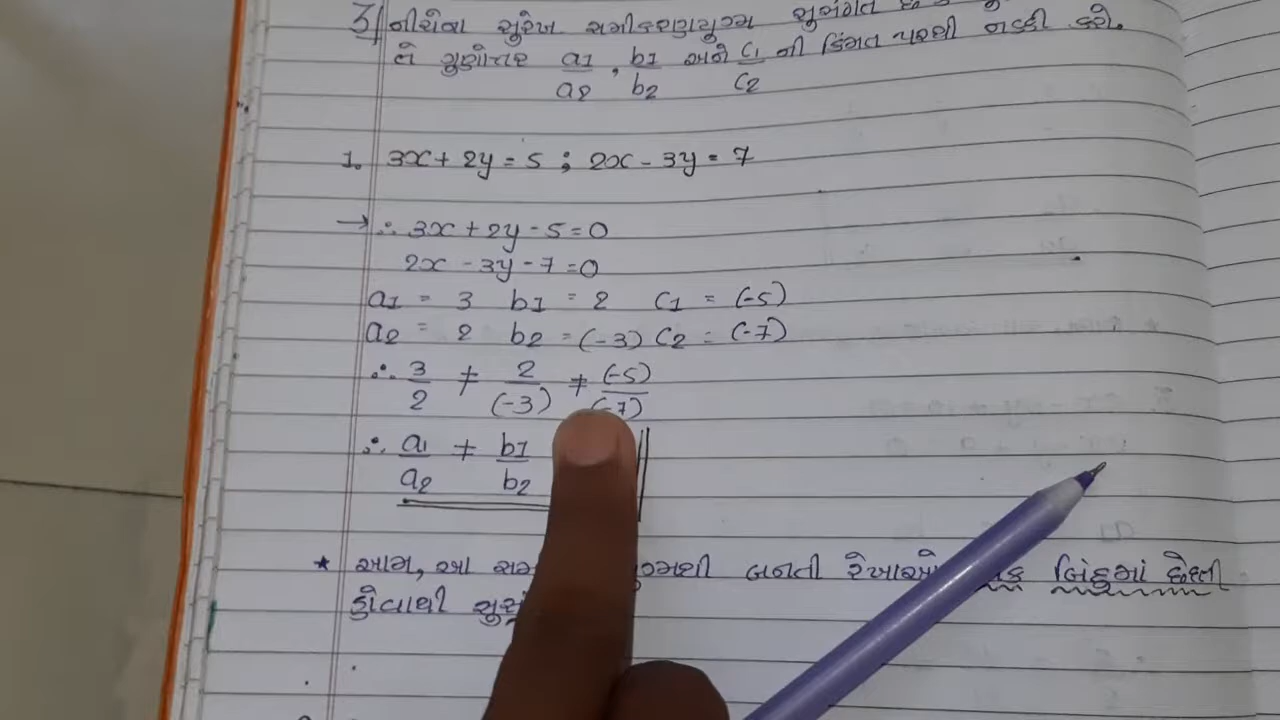 3) નીચેના સુરેખ સમીકરણયુગ્મ સુસંગત છે કે
તે ગુણોત્તર a1/a2 , b1/b2 અને c1/c2 ની કિંમત પરથી નક્કી કરો.
1. 3x + 2y = 5 ; 2x - 3y = 7
→ ∴ 3x + 2y - 5 = 0
2x - 3y - 7 = 0
a1 = 3 b1 = 2 c1 = (-5)
a2 = 2 b2 = (-3) c2 = (-7)
∴ 3/2 ≠ 2/(-3) ≠ (-5)/(-7)
∴ a1/a2 ≠ b1/b2
* આમ, આ બનતી રેખાઓ બિંદુમાં છેદતી
હોવાથી